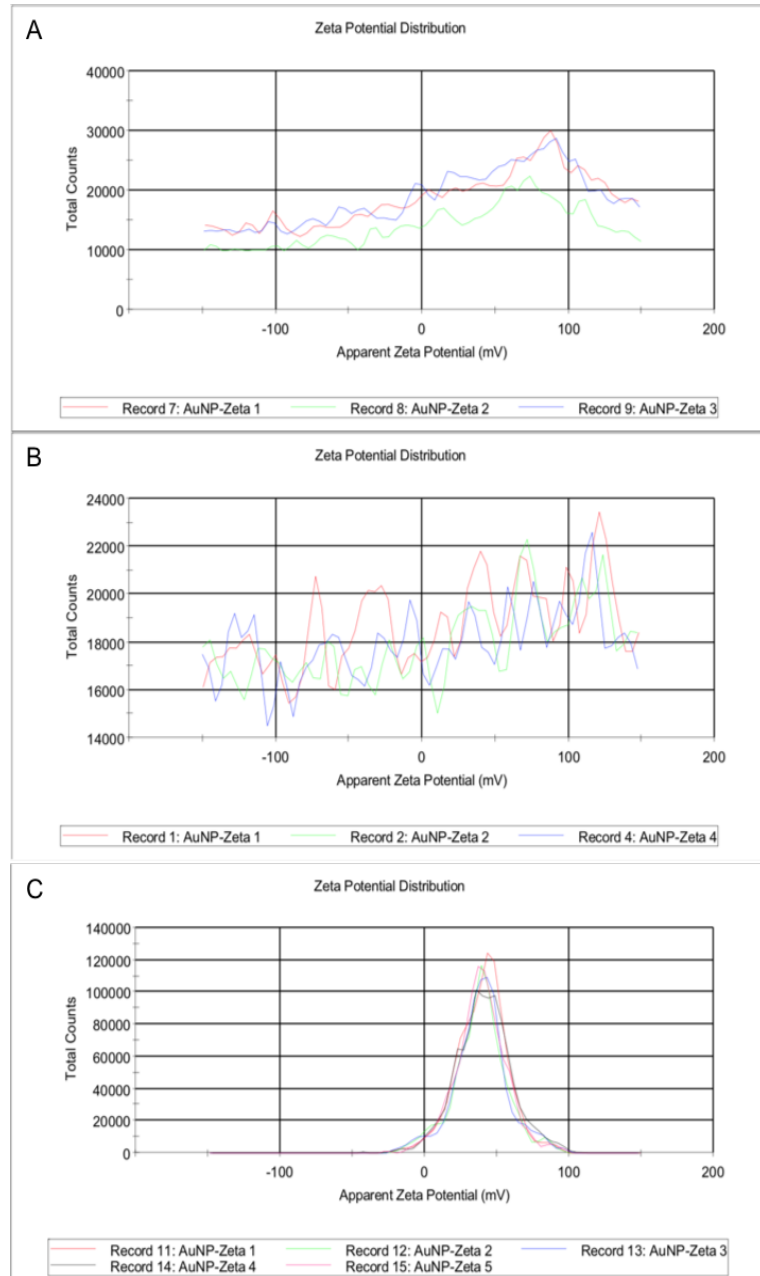 A
Zeta Potential Distribution
40000
30000
20000
10000
0
Total Counts
-100 0 100 200
Apparent Zeta Potential (mV)
Record 7: AuNP-Zeta 1 Record 8: AuNP-Zeta 2 Record 9: AuNP-Zeta 3
B
Zeta Potential Distribution
24000
22000
20000
18000
16000
14000
Total Counts
-100 0 100 200
Apparent Zeta Potential (mV)
Record 1: AuNP-Zeta 1 Record 2: AuNP-Zeta 2 Record 4: AuNP-Zeta 4
C
Zeta Potential Distribution
140000
120000
100000
80000
60000
40000
20000
0
Total Counts
-100 0 100 200
Apparent Zeta Potential (mV)
Record 11: AuNP-Zeta 1 Record 12: AuNP-Zeta 2 Record 13: AuNP-Zeta 3
Record 14: AuNP-Zeta 4 Record 15: AuNP-Zeta 5